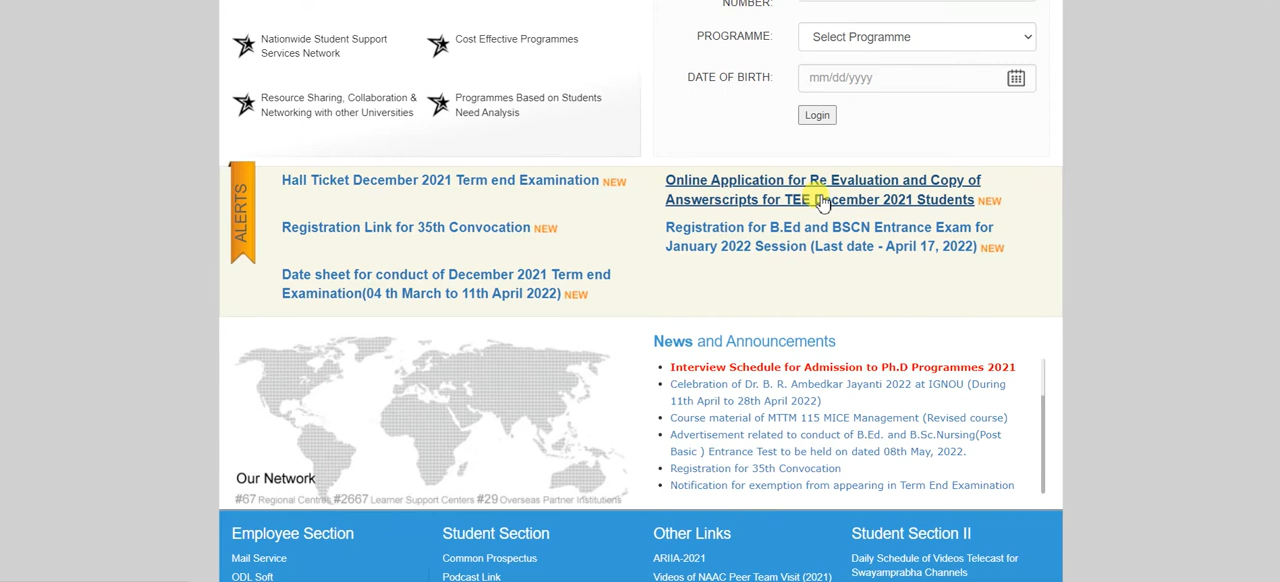 NUMBER:
Nationwide Student Support
Services Network
Cost Effective Programmes
PROGRAMME:
Select Programme
DATE OF BIRTH:
mm/dd/yyyy
Resource Sharing, Collaboration &
Networking with other Universities
Programmes Based on Students
Need Analysis
Login
ALERTS
Hall Ticket December 2021 Term end Examination NEW
Registration Link for 35th Convocation NEW
Date sheet for conduct of December 2021 Term end
Examination(04 th March to 11th April 2022) NEW
Online Application for Re Evaluation and Copy of
Answerscripts for TEE December 2021 Students NEW
Registration for B.Ed and BSCN Entrance Exam for
January 2022 Session (Last date - April 17, 2022) NEW
Our Network
#67 Regional Centres #2667 Learner Support Centers #29 Overseas Partner Institutions
News and Announcements
Interview Schedule for Admission to Ph.D Programmes 2021
Celebration of Dr. B. R. Ambedkar Jayanti 2022 at IGNOU (During
11th April to 28th April 2022)
Course material of MTTM 115 MICE Management (Revised course)
Advertisement related to conduct of B.Ed. and B.Sc.Nursing(Post
Basic ) Entrance Test to be held on dated 08th May, 2022.
Registration for 35th Convocation
Notification for exemption from appearing in Term End Examination
Employee Section
Mail Service
ODL Soft
Student Section
Common Prospectus
Podcast Link
Other Links
ARIIA-2021
Videos of NAAC Peer Team Visit (2021)
Student Section II
Daily Schedule of Videos Telecast for
Swayamprabha Channels